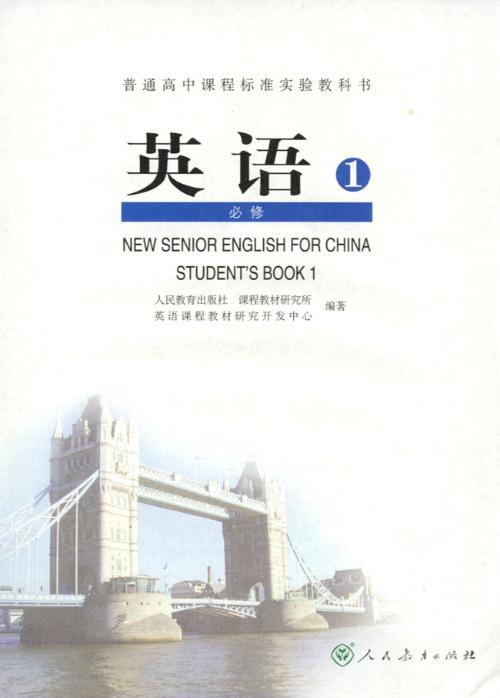 普通高中课程标准实验教科书
英语 1
必修
NEW SENIOR ENGLISH FOR CHINA
STUDENT'S BOOK 1
人民教育出版社 课程教材研究所
英语课程教材研究开发中心 编著
人民教育出版社